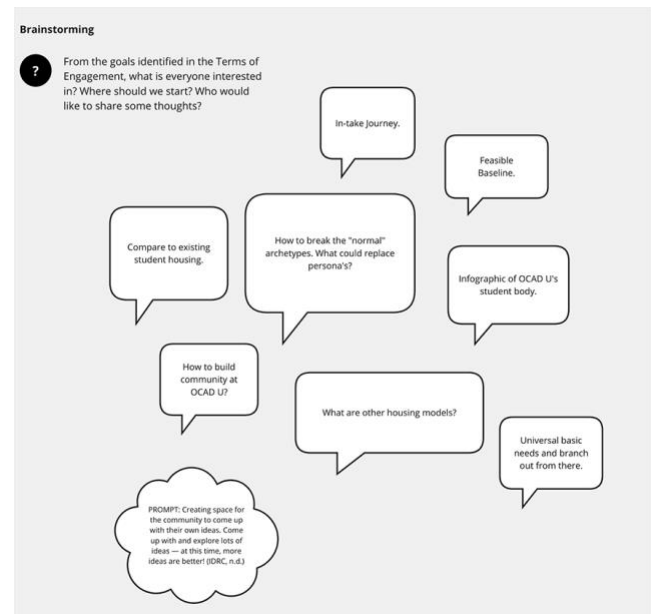 Brainstorming
?
From the goals identified in the Terms of
Engagement, what is everyone interested
in? Where should we start? Who would
like to share some thoughts?
In-take Journey.
Feasible
Baseline.
Compare to existing
student housing.
How to break the "normal"
archetypes. What could replace
persona's?
Infographic of OCAD U's
student body.
How to build
community at
OCAD U?
What are other housing models?
Universal basic
needs and branch
out from there.
PROMPT: Creating space for
the community to come up
with their own ideas. Come
up with and explore lots of
ideas — at this time, more
ideas are better! (IDRC, n.d.)